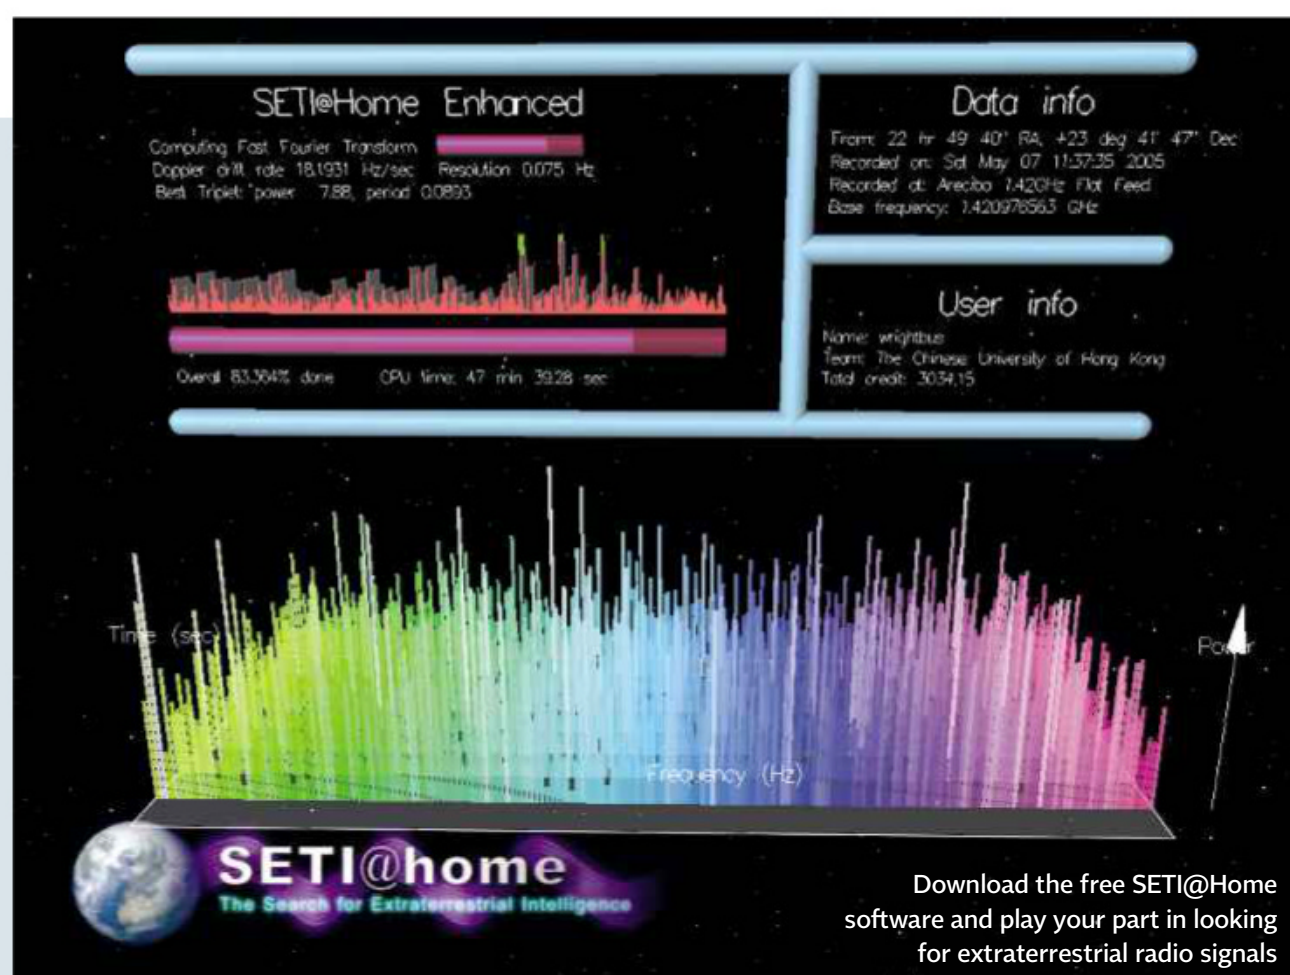 SETI@Home Enhanced
Computing Fast Fourier Transform
Doppler drift rate 18.1931 Hz/sec Resolution 0.075 Hz
Best Triplet: power 7.88, period 0.0893
Overall 83.364% done CPU time: 47 min 39.28 sec
Data info
From: 22 hr 49' 40'' RA, +23 deg 41' 47'' Dec
Recorded on: Sat May 07 11:37:35 2005
Recorded at: Arecibo 1.42GHz Flat Feed
Base frequency: 1.420976563 GHz
User info
Name: wrightbus
Team: The Chinese University of Hong Kong
Total credit: 3034.15
Time (sec)
Power
Frequency (Hz)
SETI@home
The Search for Extraterrestrial Intelligence
Download the free SETI@Home
software and play your part in looking
for extraterrestrial radio signals